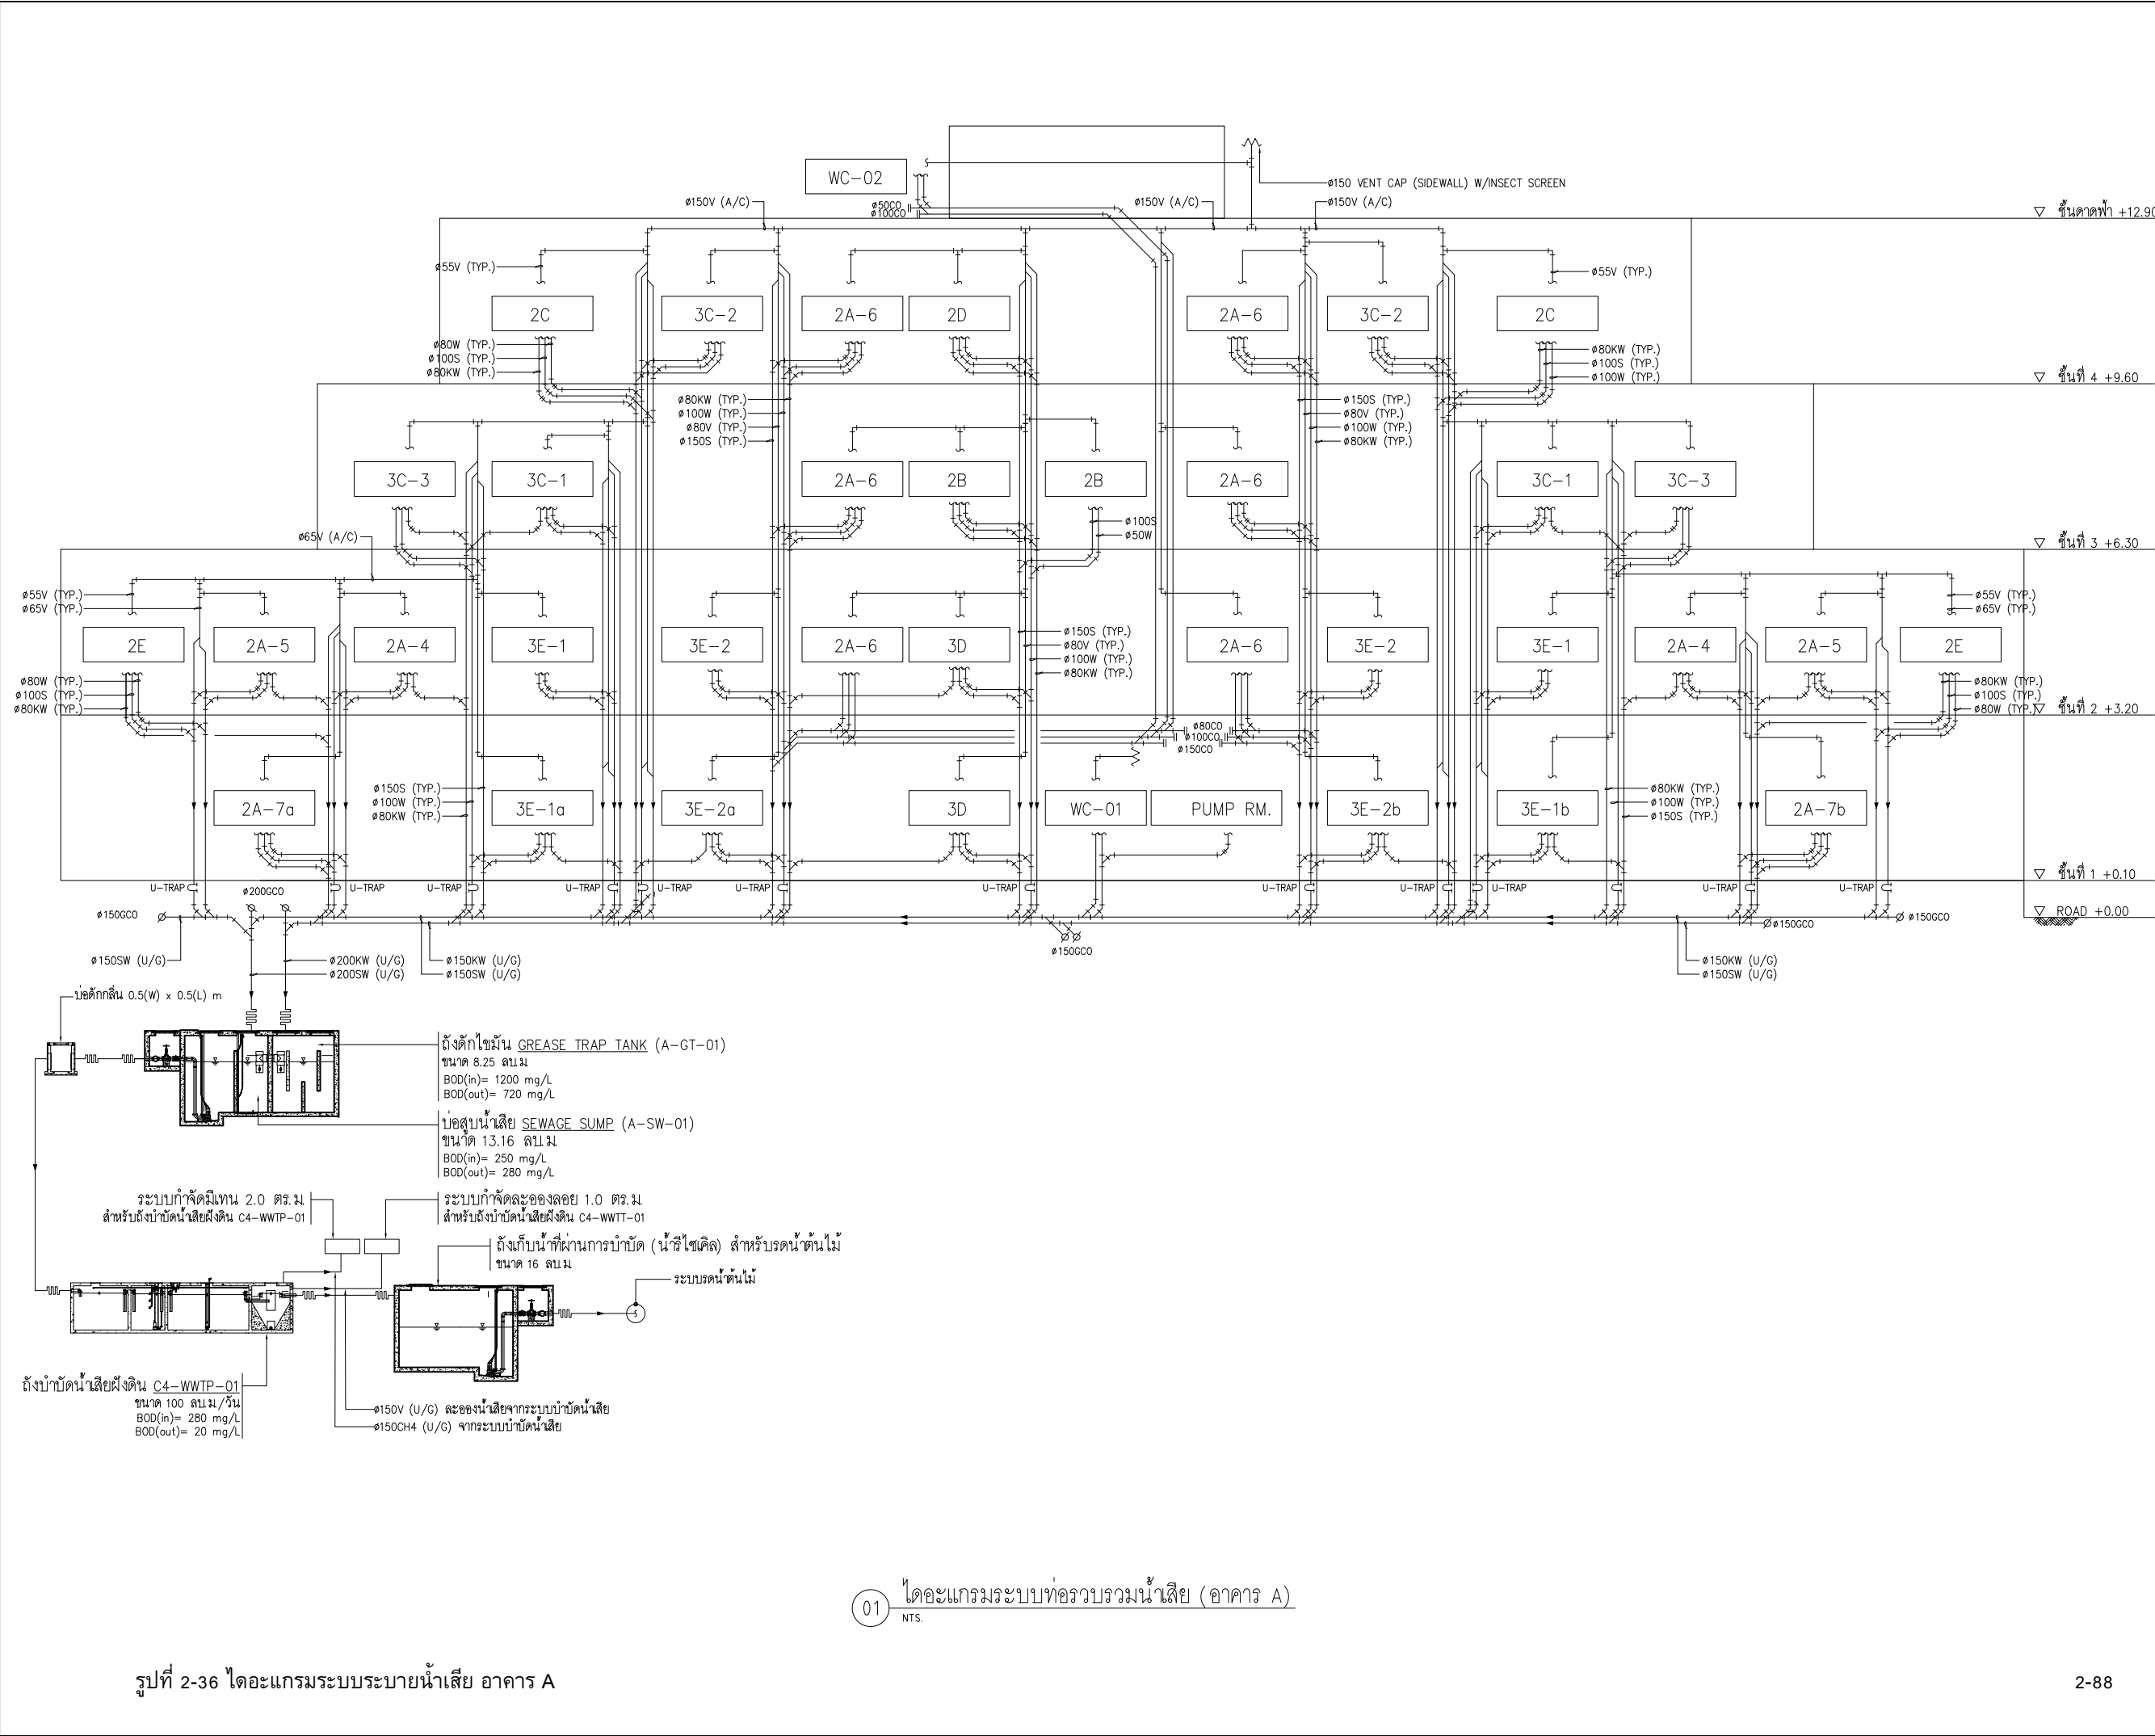 WC-02
ø150 VENT CAP (SIDEWALL) W/INSECT SCREEN
ø150V (A/C)
ø50CO
ø100CO
ø150V (A/C)
ø150V (A/C)
ชั้นดาดฟ้า +12.90
ø55V (TYP.)
ø55V (TYP.)
2C
3C-2
2A-6
2D
2A-6
3C-2
2C
ø80W (TYP.)
ø100S (TYP.)
ø80KW (TYP.)
ø80KW (TYP.)
ø100S (TYP.)
ø100W (TYP.)
ชั้นที่ 4 +9.60
ø80KW (TYP.)
ø100W (TYP.)
ø80V (TYP.)
ø150S (TYP.)
ø150S (TYP.)
ø80V (TYP.)
ø100W (TYP.)
ø80KW (TYP.)
3C-3
3C-1
2A-6
2B
2B
2A-6
3C-1
3C-3
ø100S
ø50W
ø65V (A/C)
ชั้นที่ 3 +6.30
ø55V (TYP.)
ø65V (TYP.)
ø55V (TYP.)
ø65V (TYP.)
2E
2A-5
2A-4
3E-1
3E-2
2A-6
3D
2A-6
3E-2
3E-1
2A-4
2A-5
2E
ø150S (TYP.)
ø80V (TYP.)
ø100W (TYP.)
ø80KW (TYP.)
ø80W (TYP.)
ø100S (TYP.)
ø80KW (TYP.)
ø80KW (TYP.)
ø100S (TYP.)
ø80W (TYP.)
ชั้นที่ 2 +3.20
ø80CO
ø100CO
ø150CO
ø150S (TYP.)
ø100W (TYP.)
ø80KW (TYP.)
ø80KW (TYP.)
ø100W (TYP.)
ø150S (TYP.)
2A-7a
3E-1a
3E-2a
3D
WC-01
PUMP RM.
3E-2b
3E-1b
2A-7b
ชั้นที่ 1 +0.10
U-TRAP
U-TRAP
U-TRAP
U-TRAP
U-TRAP
U-TRAP
U-TRAP
U-TRAP
U-TRAP
U-TRAP
U-TRAP
U-TRAP
ø200GCO
ø150GCO
ø150GCO
ø150GCO
ø150GCO
ROAD +0.00
ø150SW (U/G)
ø200KW (U/G)
ø200SW (U/G)
ø150KW (U/G)
ø150SW (U/G)
ø150KW (U/G)
ø150SW (U/G)
บ่อดักกลิ่น 0.5(W) x 0.5(L) m
ถังดักไขมัน GREASE TRAP TANK (A-GT-01)
ขนาด 8.25 ลบ.ม.
BOD(in)= 1200 mg/L
BOD(out)= 720 mg/L
บ่อสูบน้ำเสีย SEWAGE SUMP (A-SW-01)
ขนาด 13.16 ลบ.ม.
BOD(in)= 250 mg/L
BOD(out)= 280 mg/L
ระบบกำจัดมีเทน 2.0 ตร.ม.
สำหรับถังบำบัดน้ำเสียฝังดิน C4-WWTP-01
ระบบกำจัดละอองลอย 1.0 ตร.ม.
สำหรับถังบำบัดน้ำเสียฝังดิน C4-WWTT-01
ถังเก็บน้ำที่ผ่านการบำบัด (น้ำรีไซเคิล) สำหรับรดน้ำต้นไม้
ขนาด 16 ลบ.ม.
ระบบรดน้ำต้นไม้
S
ถังบำบัดน้ำเสียฝังดิน C4-WWTP-01
ขนาด 100 ลบ.ม./วัน
BOD(in)= 280 mg/L
BOD(out)= 20 mg/L
ø150V (U/G) ละอองน้ำเสียจากระบบบำบัดน้ำเสีย
ø150CH4 (U/G) จากระบบบำบัดน้ำเสีย
01
ไดอะแกรมระบบท่อรวบรวมน้ำเสีย (อาคาร A)
NTS.
รูปที่ 2-36 ไดอะแกรมระบบระบายน้ำเสีย อาคาร A
2-88